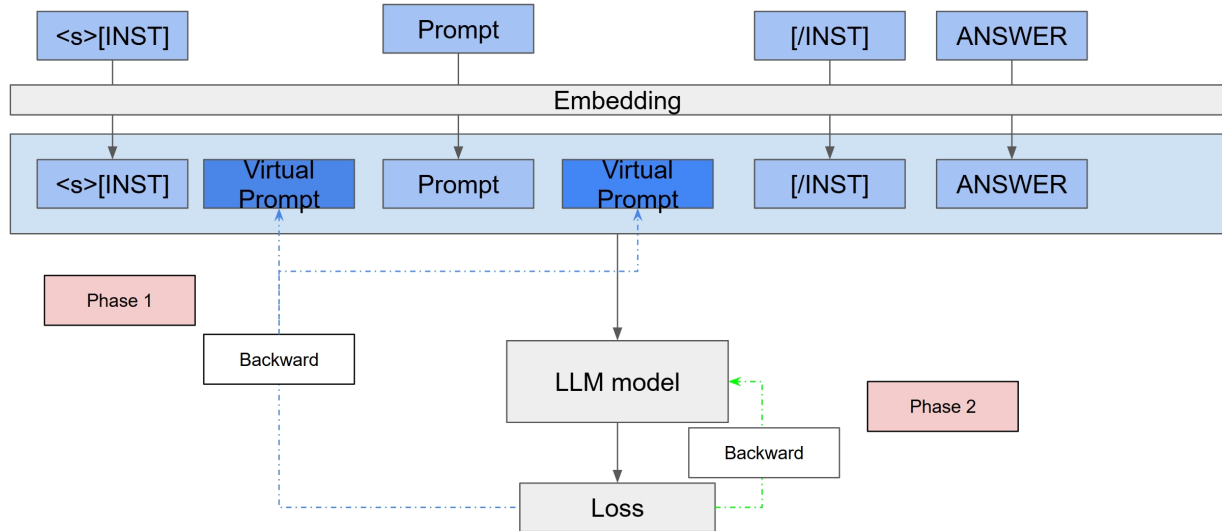 <s>[INST]
Prompt
[/INST]
ANSWER
Embedding
<s>[INST]
Virtual
Prompt
Prompt
Virtual
Prompt
[/INST]
ANSWER
Phase 1
Backward
LLM model
Phase 2
Backward
Loss